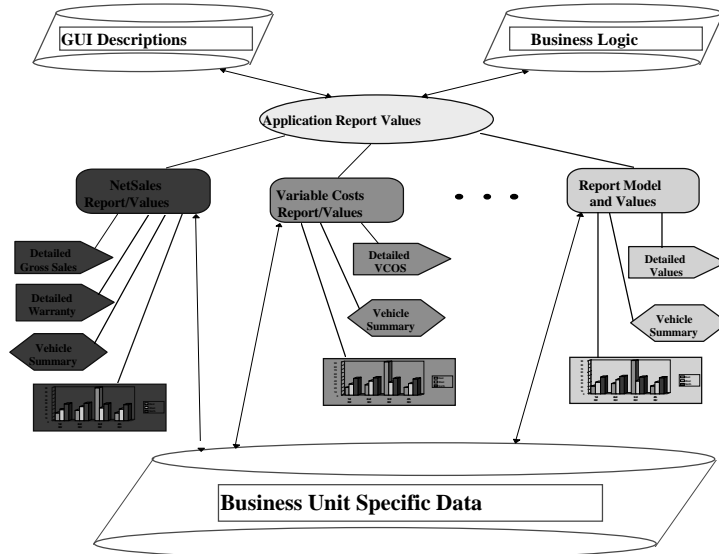 GUI Descriptions
Business Logic
Application Report Values
NetSales
Report/Values
Variable Costs
Report/Values
Report Model
and Values
Detailed
Gross Sales
Detailed
VCOS
Detailed
Values
Detailed
Warranty
Vehicle
Summary
Vehicle
Summary
Vehicle
Summary
Business Unit Specific Data